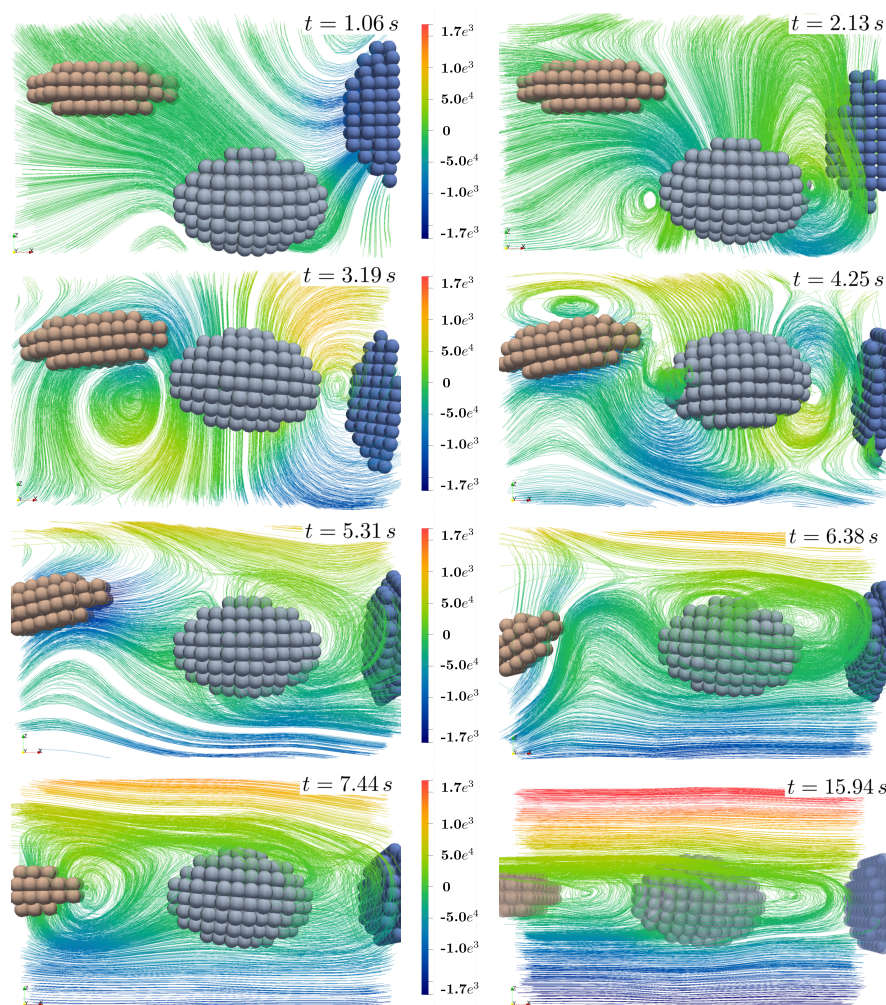 t = 1.06 s
1.7e³
1.0e³
5.0e⁴
0
-5.0e⁴
-1.0e³
-1.7e³
t = 2.13 s
t = 3.19 s
1.7e³
1.0e³
5.0e⁴
0
-5.0e⁴
-1.0e³
-1.7e³
t = 4.25 s
t = 5.31 s
1.7e³
1.0e³
5.0e⁴
0
-5.0e⁴
-1.0e³
-1.7e³
t = 6.38 s
t = 7.44 s
1.7e³
1.0e³
5.0e⁴
0
-5.0e⁴
-1.0e³
-1.7e³
t = 15.94 s